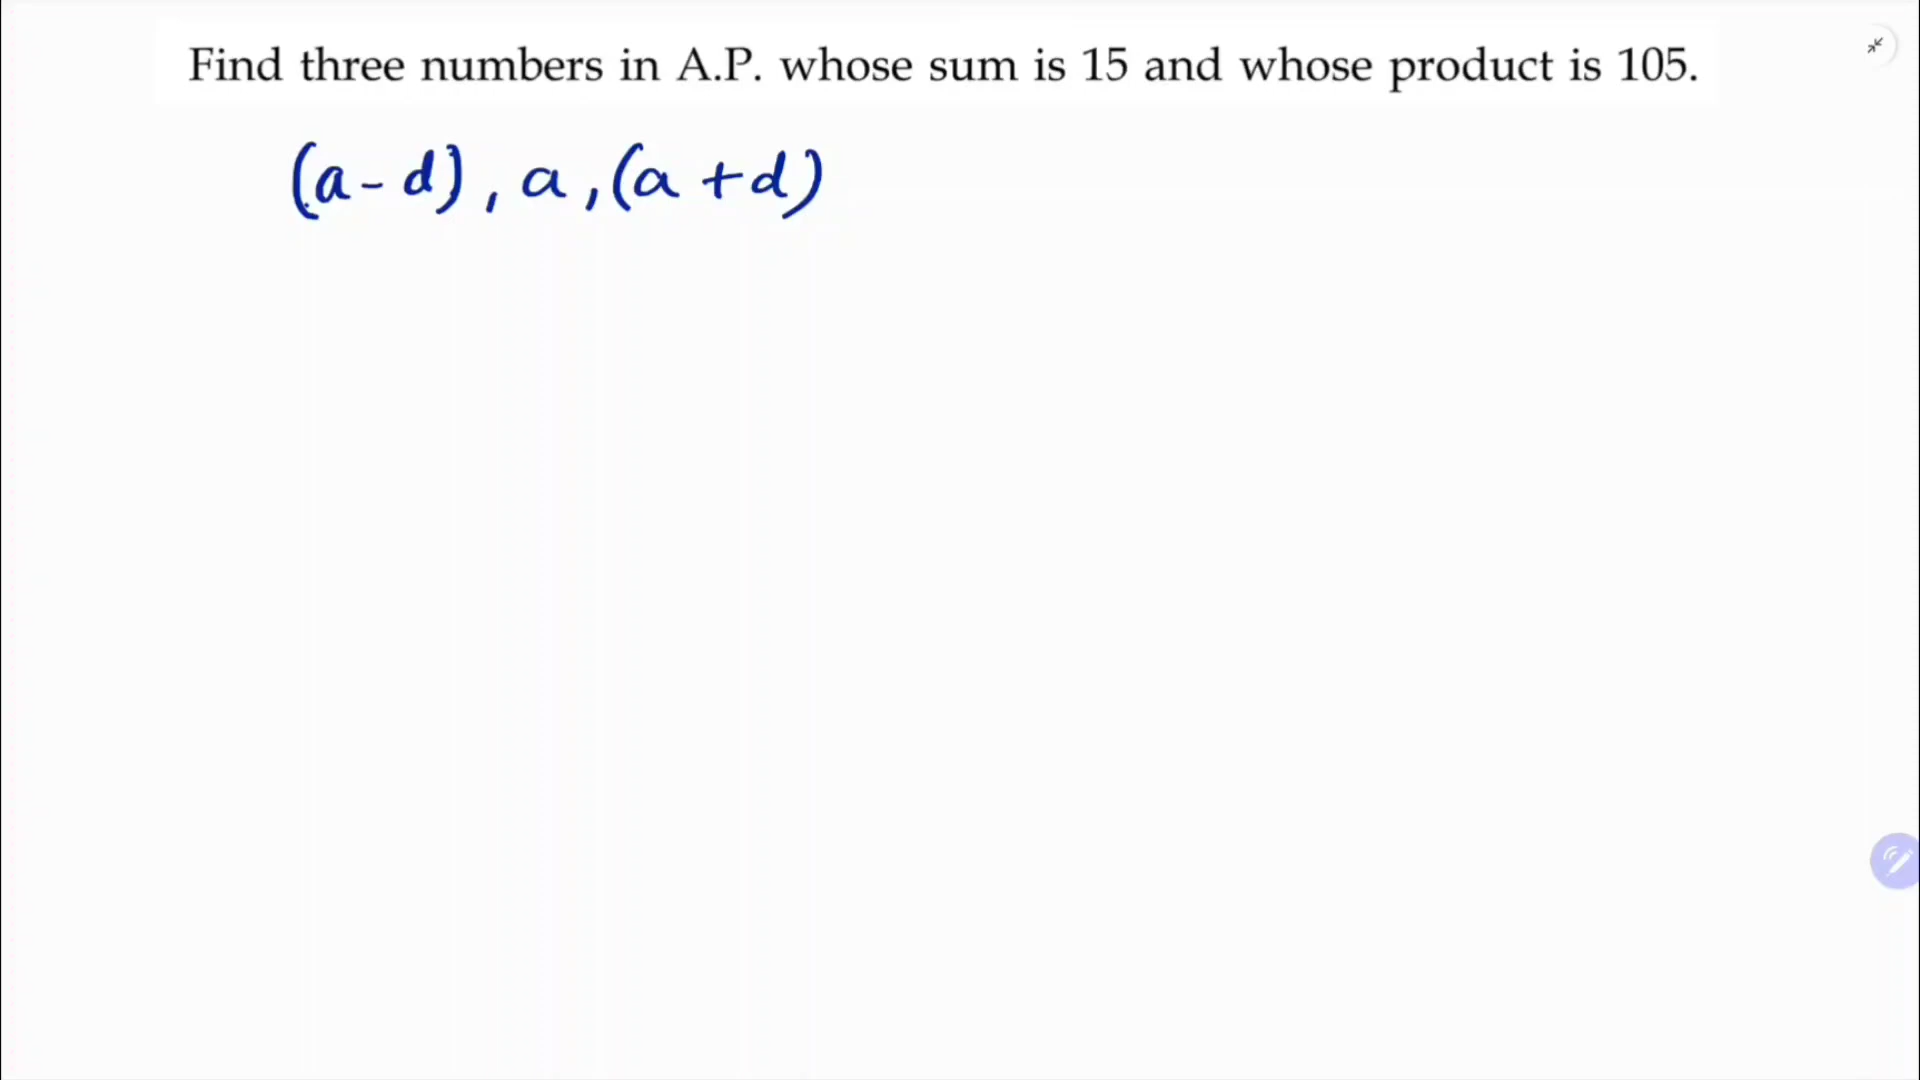 Find three numbers in A.P. whose sum is 15 and whose product is 105.
(a-d), a, (a+d)